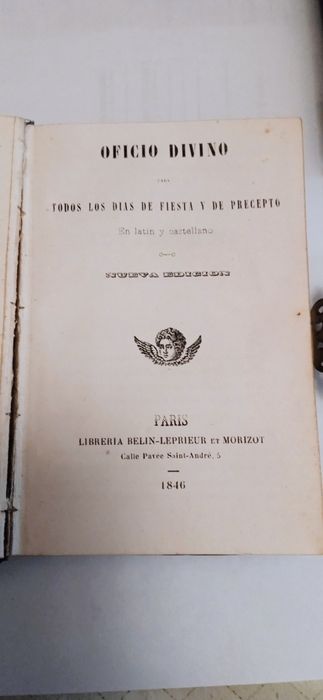 OFICIO DIVINO
PARA
TODOS LOS DIAS DE FIESTA Y DE PRECEPTO
En latin y castellano
NUEVA EDICION
PARIS
LIBRERIA BELIN-LEPRIEUR ET MORIZOT
Calle Pavee Saint-André, 5
1846